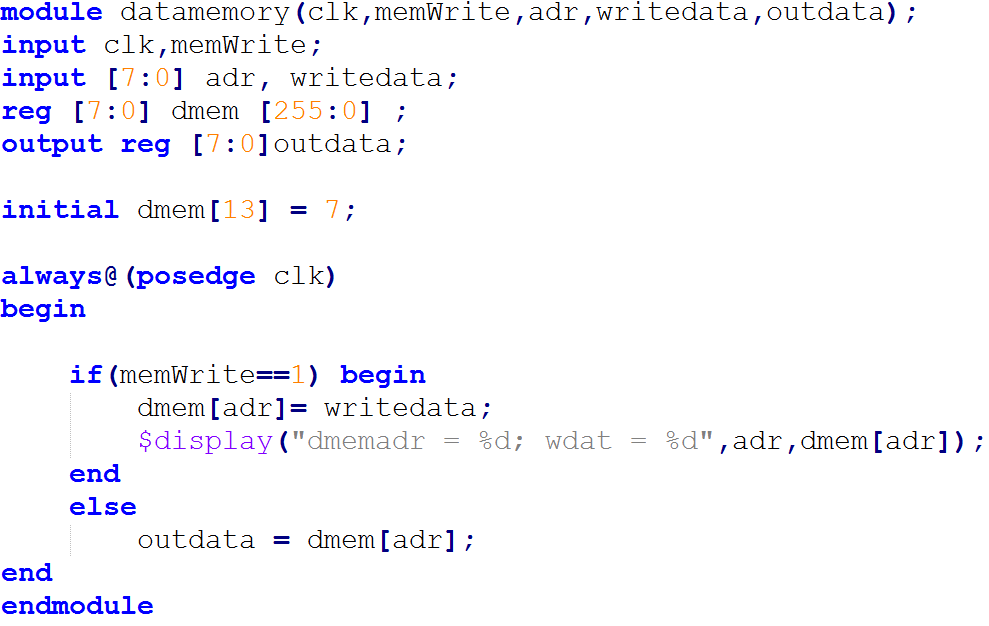 module datamemory(clk,memWrite,adr,writedata,outdata);
input clk,memWrite;
input [7:0] adr, writedata;
reg [7:0] dmem [255:0] ;
output reg [7:0]outdata;
initial dmem[13] = 7;
always@(posedge clk)
begin
if(memWrite==1) begin
dmem[adr]= writedata;
$display("dmemadr = %d; wdat = %d",adr,dmem[adr]);
end
else
outdata = dmem[adr];
end
endmodule